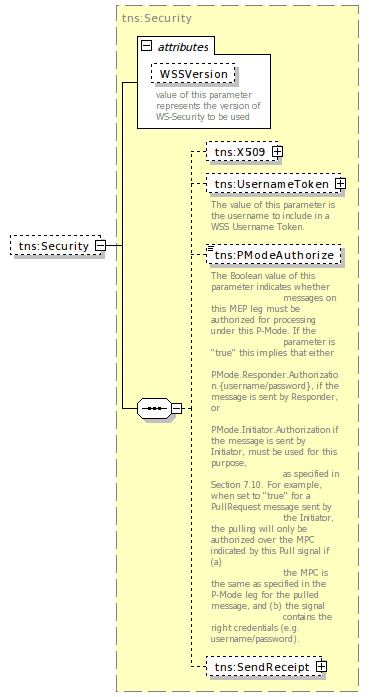 tns:Security
attributes
WSSVersion
value of this parameter
represents the version of
WS-Security to be used
tns:X509
tns:UsernameToken
The value of this parameter is
the username to include in a
WSS Username Token.
tns:Security
tns:PModeAuthorize
The Boolean value of this
parameter indicates whether
messages on
this MEP leg must be
authorized for processing
under this P-Mode. If the
parameter is
"true" this implies that either
PMode.Responder.Authorizatio
n.{username/password}, if the
message is sent by Responder,
or
PMode.Initiator.Authorization if
the message is sent by
Initiator, must be used for this
purpose,
as specified in
Section 7.10. For example,
when set to "true" for a
PullRequest message sent by
the Initiator,
the pulling will only be
authorized over the MPC
indicated by this Pull signal if
(a)
the MPC is
the same as specified in the
P-Mode leg for the pulled
message, and (b) the signal
contains the
right credentials (e.g.
username/password).
tns:SendReceipt